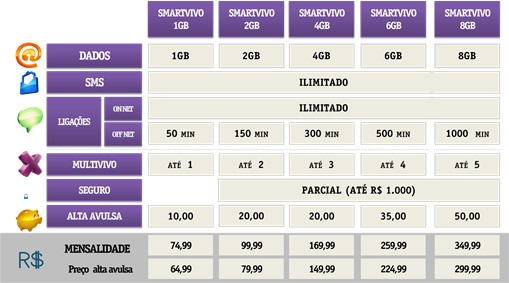 SMARTVIVO 1GB SMARTVIVO 2GB SMARTVIVO 4GB SMARTVIVO 6GB SMARTVIVO 8GB
DADOS 1GB 2GB 4GB 6GB 8GB
SMS ILIMITADO
LIGAÇÕES ON NET ILIMITADO
OFF NET 50 MIN 150 MIN 300 MIN 500 MIN 1000 MIN
MULTIVIVO ATÉ 1 ATÉ 2 ATÉ 3 ATÉ 4 ATÉ 5
SEGURO PARCIAL (ATÉ R$ 1.000)
ALTA AVULSA 10,00 20,00 20,00 35,00 50,00
R$ MENSALIDADE 74,99 99,99 169,99 259,99 349,99
Preço alta avulsa 64,99 79,99 149,99 224,99 299,99